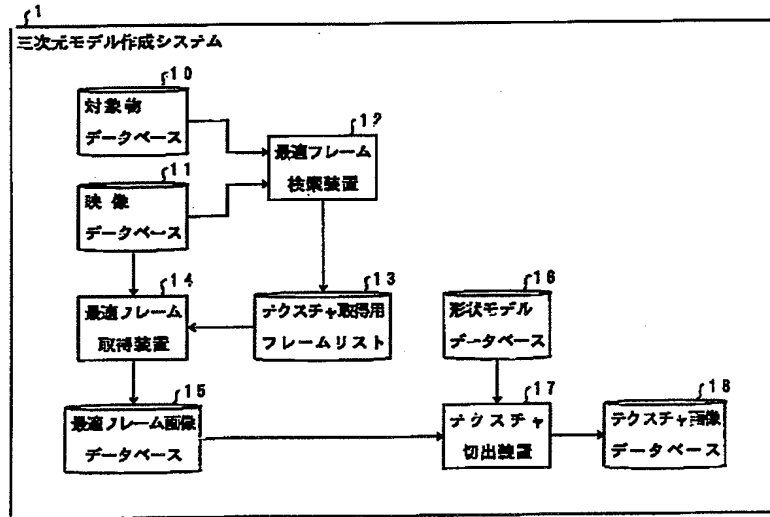 1
三次元モデル作成システム
10
対象物
データベース
12
最適フレーム
検索装置
11
映像
データベース
14
最適フレーム
取得装置
13
テクスチャ取得用
フレームリスト
16
形状モデル
データベース
15
最適フレーム画像
データベース
17
テクスチャ
切出装置
18
テクスチャ画像
データベース